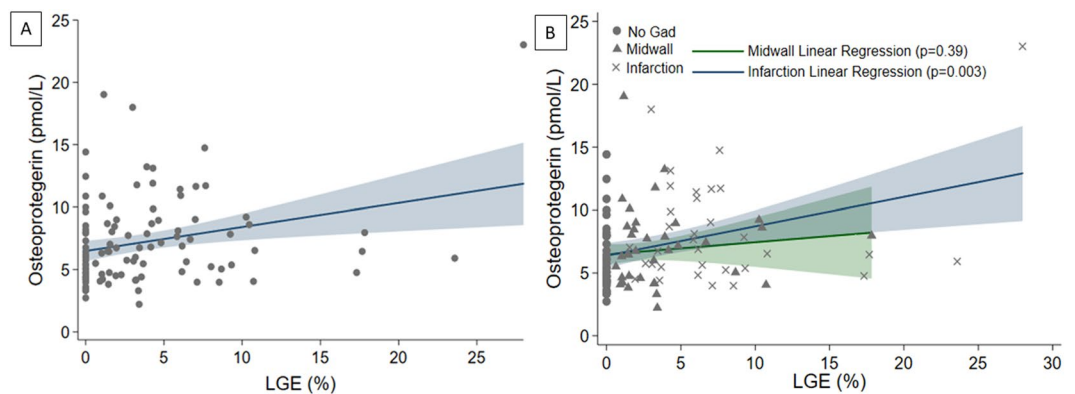 A
25
20
15
10
5
0
Osteoprotegerin (pmol/L)
0 5 10 15 20 25
LGE (%)
B
25
20
15
10
5
0
Osteoprotegerin (pmol/L)
No Gad
Midwall
Infarction
Midwall Linear Regression (p=0.39)
Infarction Linear Regression (p=0.003)
0 5 10 15 20 25 30
LGE (%)